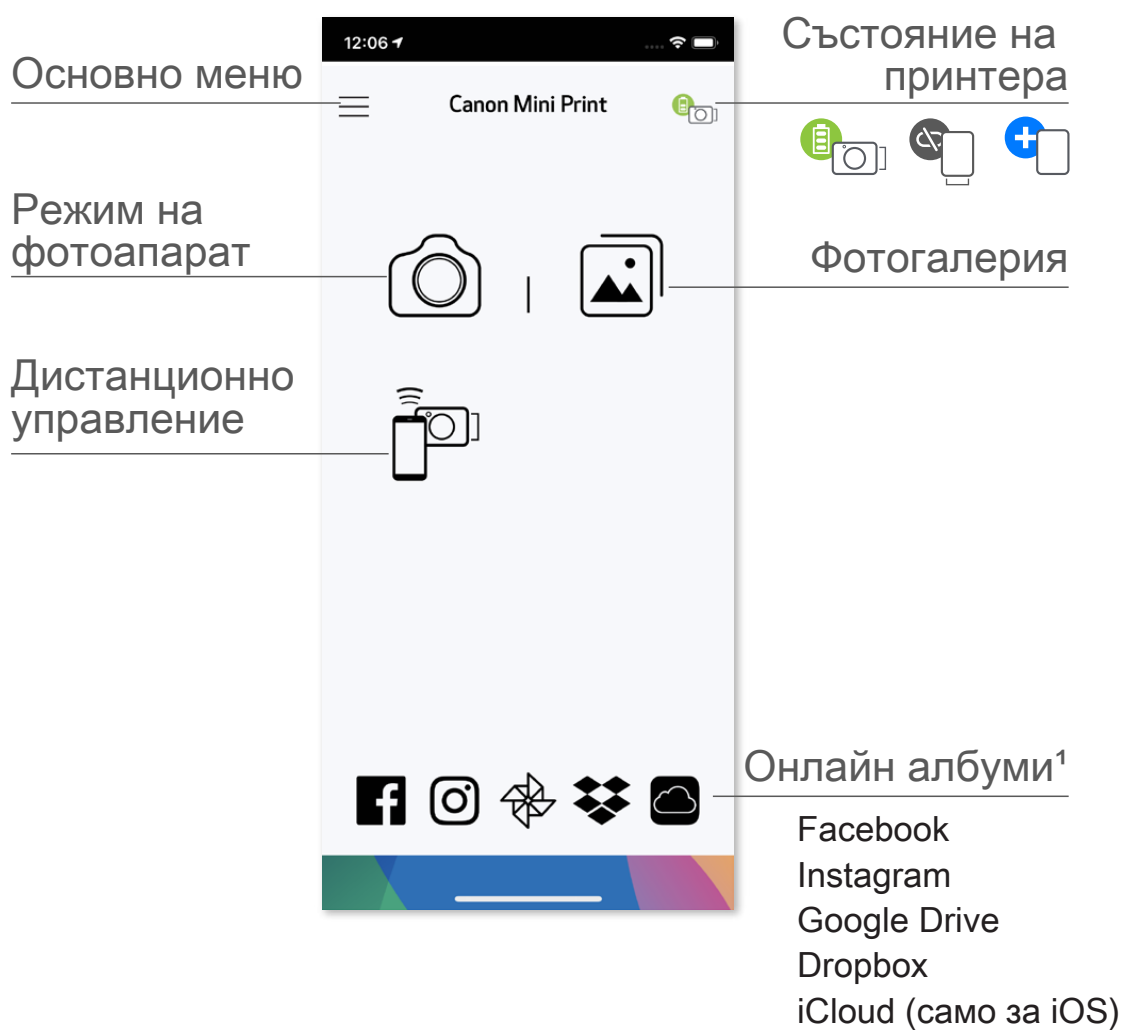 12:06
Canon Mini Print
Основно меню
Състояние на
принтера
Режим на
фотоапарат
Фотогалерия
Дистанционно
управление
Онлайн албуми¹
Facebook
Instagram
Google Drive
Dropbox
iCloud (само за iOS)